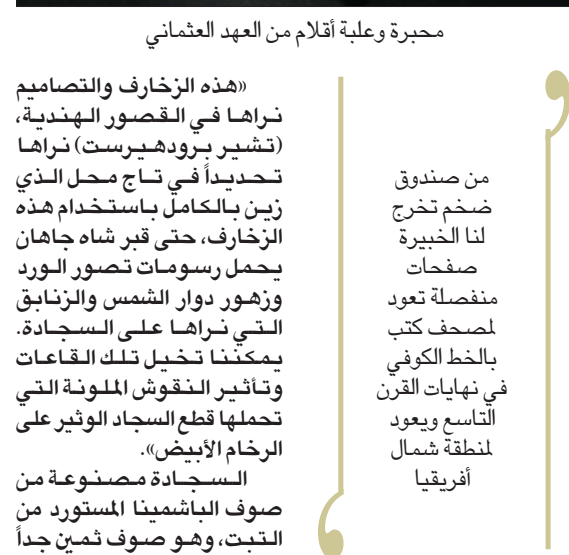 محبرة وعلبة أقلام من العهد العثماني
من صندوق
ضخم تخرج
لنا الخبيرة
صفحات
منفصلة تعود
لمصحف كتب
بالخط الكوفي
في نهايات القرن
التاسع ويعود
لمنطقة شمال
أفريقيا
«هذه الزخارف والتصاميم
نراها في القصور الهندية،
(تشير برودهيرست) نراها
تحديداً في تاج محل الذي
زين بالكامل باستخدام هذه
الزخارف، حتى قبر شاه جاهان
يحمل رسومات تصور الورد
وزهور دوار الشمس والزنابق
التي نراها على السجادة.
يمكننا تخيل تلك القاعات
وتأثير النقوش الملونة التي
تحملها قطع السجاد الوثير على
الرخام الأبيض».
السجادة مصنوعة من
صوف الباشمينا المستورد من
التبت، وهو صوف ثمين جداً